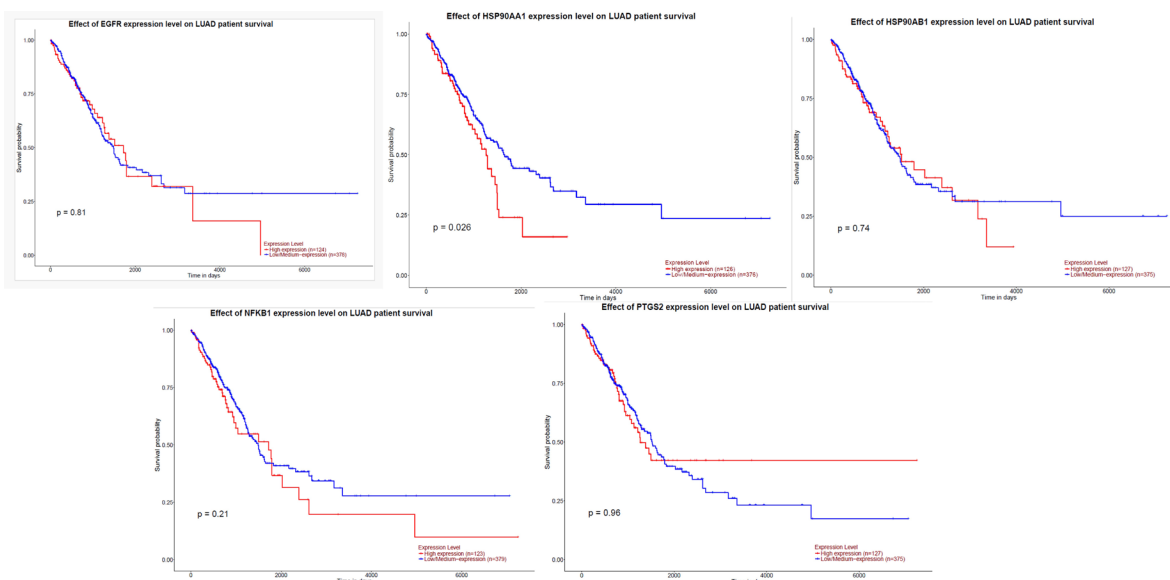 Effect of EGFR expression level on LUAD patient survival
1.00
0.75
0.50
0.25
0.00
Survival probability
p = 0.81
Expression Level
High expression (n=124)
Low/Medium-expression (n=376)
0
2000
4000
6000
Time in days
Effect of HSP90AA1 expression level on LUAD patient survival
1.00
0.75
0.50
0.25
0.00
Survival probability
p = 0.026
Expression Level
High expression (n=126)
Low/Medium-expression (n=376)
0
2000
4000
6000
Time in days
Effect of HSP90AB1 expression level on LUAD patient survival
1.00
0.75
0.50
0.25
0.00
Survival probability
p = 0.74
Expression Level
High expression (n=127)
Low/Medium-expression (n=375)
0
2000
4000
6000
Time in days
Effect of NFKB1 expression level on LUAD patient survival
1.00
0.75
0.50
0.25
0.00
Survival probability
p = 0.21
Expression Level
High expression (n=123)
Low/Medium-expression (n=379)
0
2000
4000
6000
Time in days
Effect of PTGS2 expression level on LUAD patient survival
1.00
0.75
0.50
0.25
0.00
Survival probability
p = 0.96
Expression Level
High expression (n=127)
Low/Medium-expression (n=375)
0
2000
4000
6000
Time in days